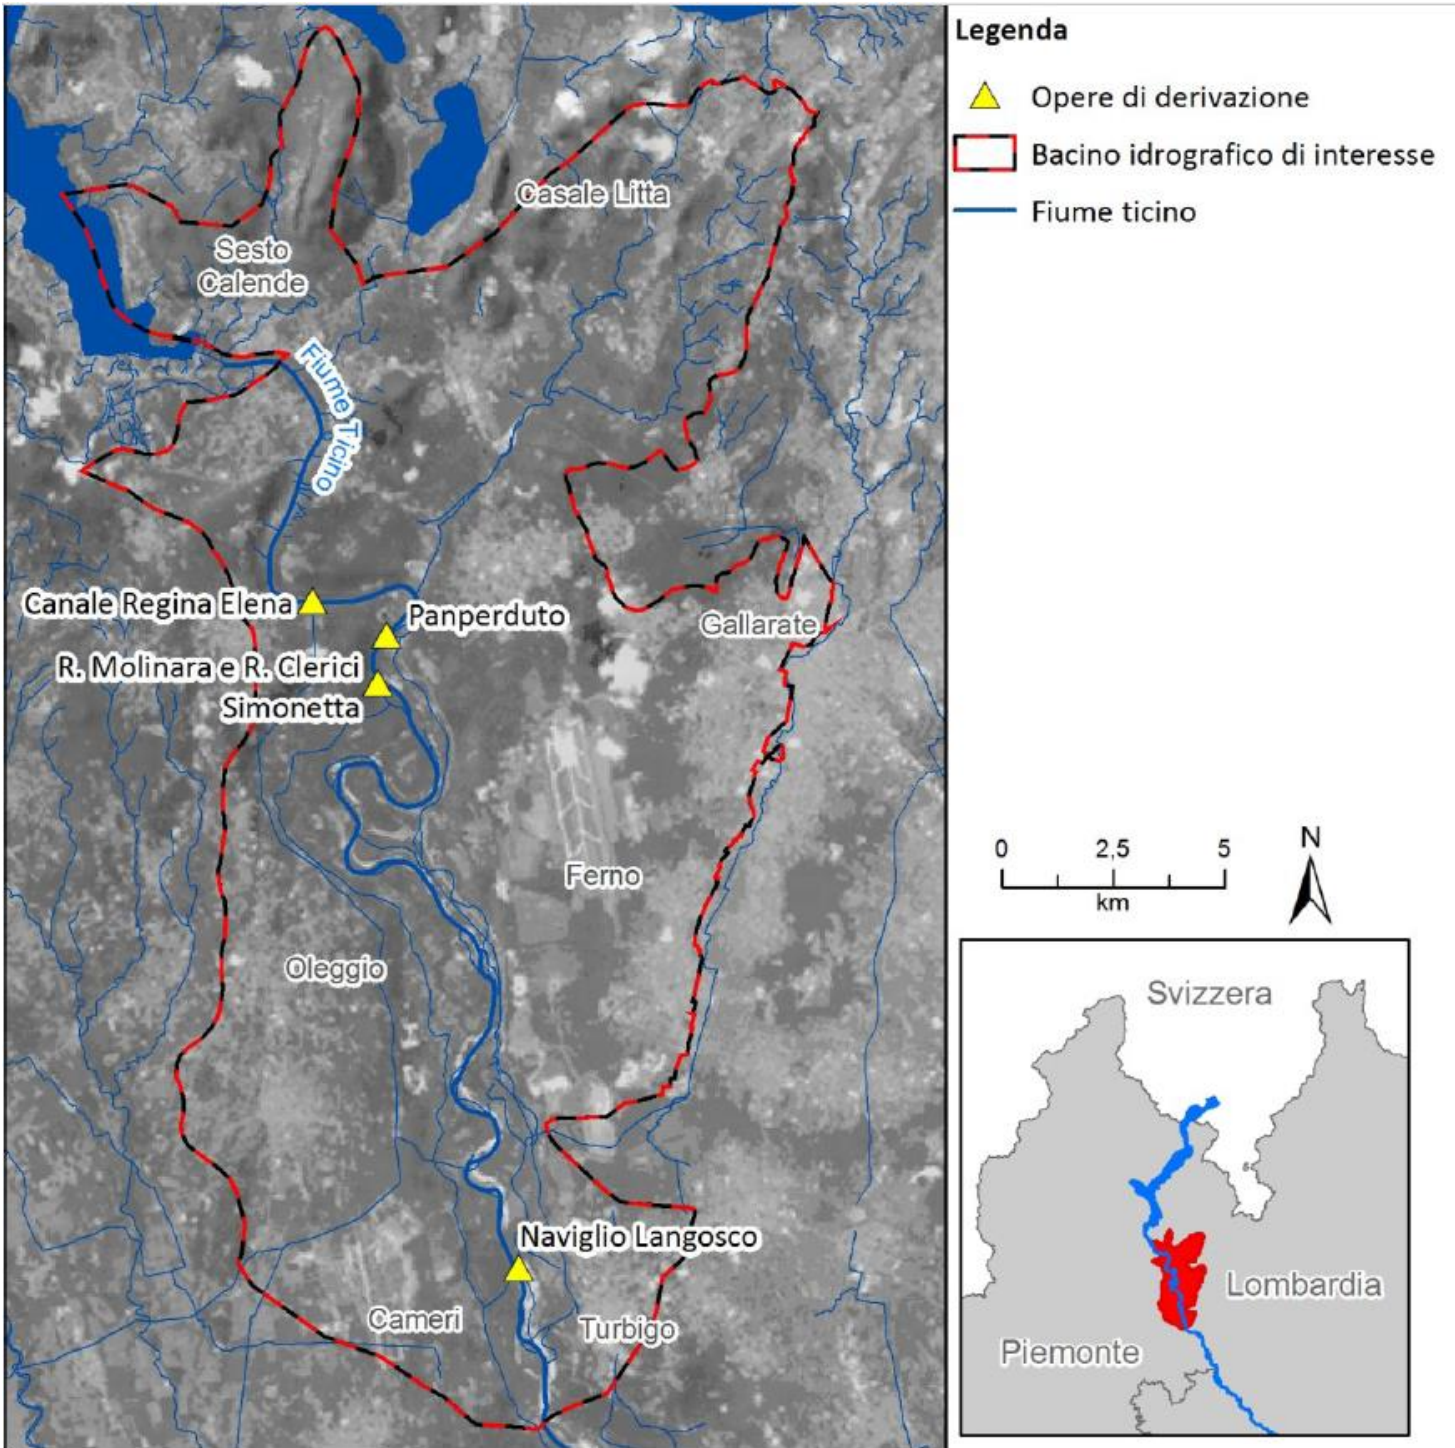 Legenda
Opere di derivazione
Bacino idrografico di interesse
Fiume ticino
Casale Litta
Sesto
Calende
Fiume Ticino
Canale Regina Elena
Panperduto
Gallarate
R. Molinara e R. Clerici
Simonetta
Ferno
Oleggio
Naviglio Langosco
Cameri
Turbigo
0 2,5 5
km
N
Svizzera
Lombardia
Piemonte